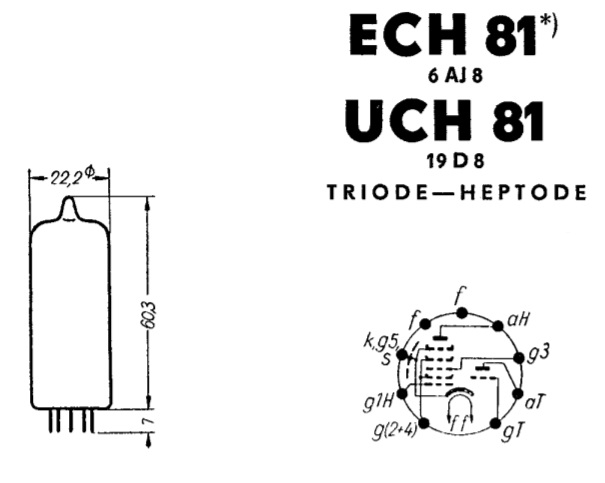 ECH 81*)
6 AJ 8
UCH 81
19 D 8
TRIODE—HEPTODE
22,2ϕ
60,3
7
f
f
aH
k,g5,
s
g3
g1H
aT
g(2+4)
f f
gT